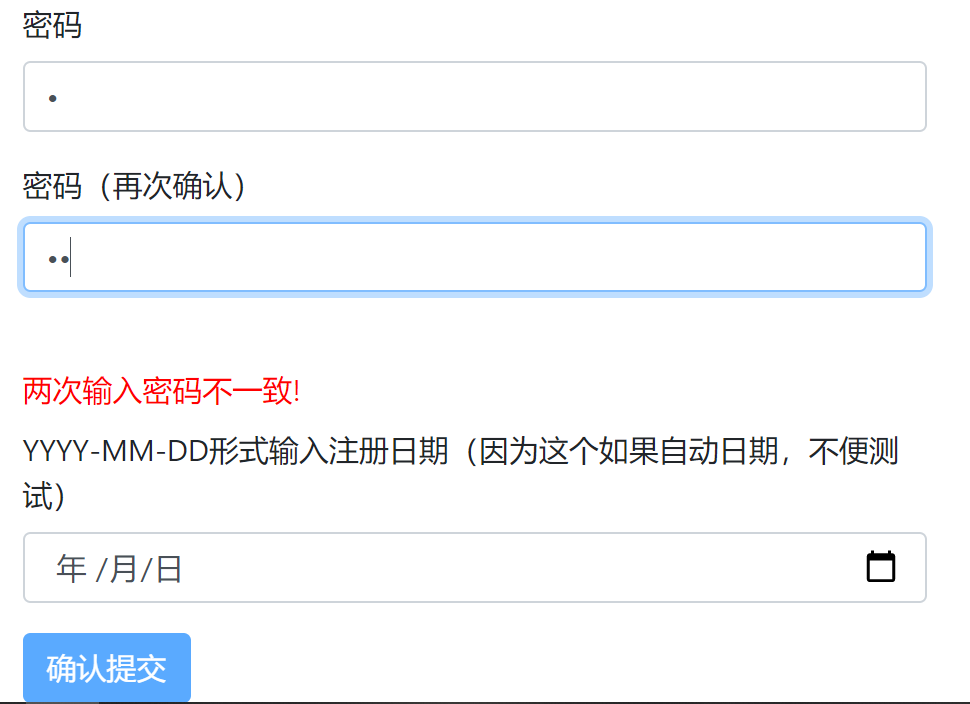 密码
•
密码（再次确认）
••
两次输入密码不一致!
YYYY-MM-DD形式输入注册日期（因为这个如果自动日期，不便测
试）
年 /月/日
确认提交